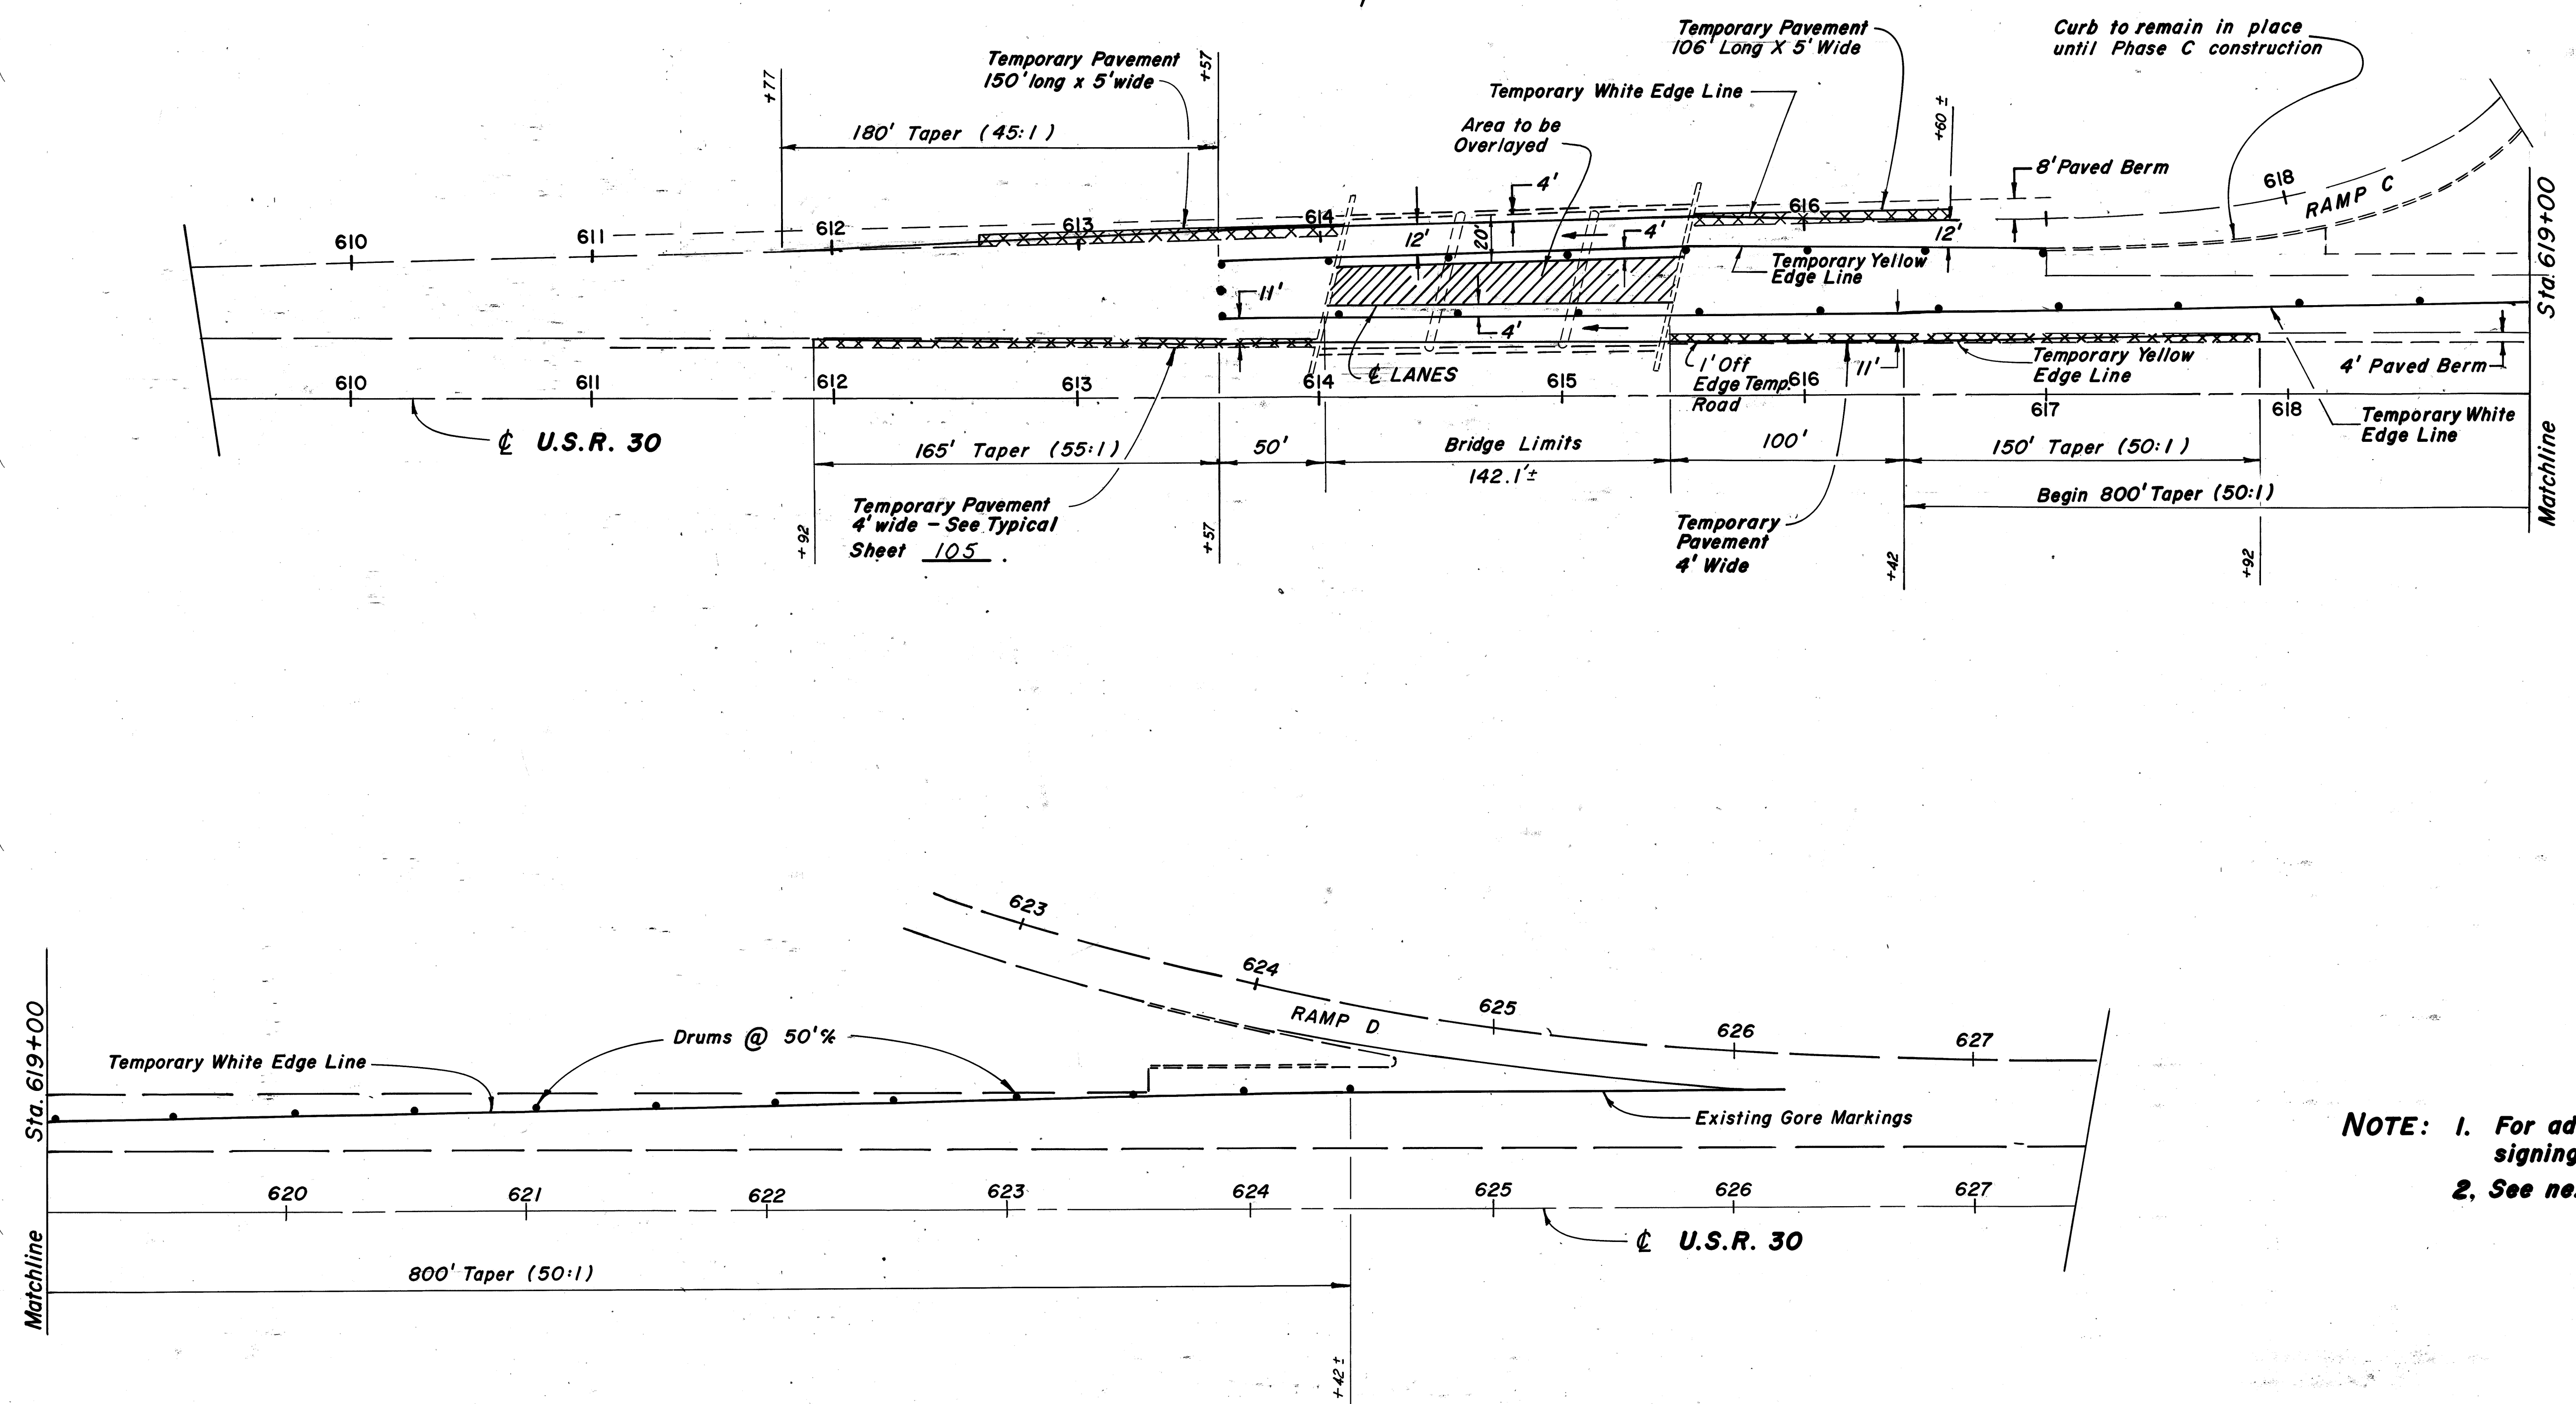 Temporary Pavement
150' long x 5' wide
Temporary Pavement
106' Long X 5' Wide
Curb to remain in place
until Phase C construction
+77
+57
180' Taper (45:1)
Temporary White Edge Line
Area to be
Overlayed
+60 ±
8' Paved Berm
4'
20'
12'
4'
12'
610
611
612
613
614
616
618
RAMP C
Temporary Yellow
Edge Line
11'
4'
Sta. 619+00
Matchline
℄ LANES
1' Off
Edge Temp.
Road
11'
Temporary Yellow
Edge Line
4' Paved Berm
610
611
612
613
614
615
616
617
618
Temporary White
Edge Line
℄ U.S.R. 30
165' Taper (55:1)
50'
Bridge Limits
142.1'±
100'
150' Taper (50:1)
Begin 800' Taper (50:1)
Temporary Pavement
4' wide - See Typical
Sheet 105 .
Temporary
Pavement
4' Wide
+92
+57
+42
+92
623
624
625
626
627
RAMP D
Sta. 619+00
Matchline
Temporary White Edge Line
Drums @ 50' %
Existing Gore Markings
620
621
622
623
624
625
626
627
℄ U.S.R. 30
800' Taper (50:1)
+42 ±
NOTE: 1. For ad
signing
2, See ne